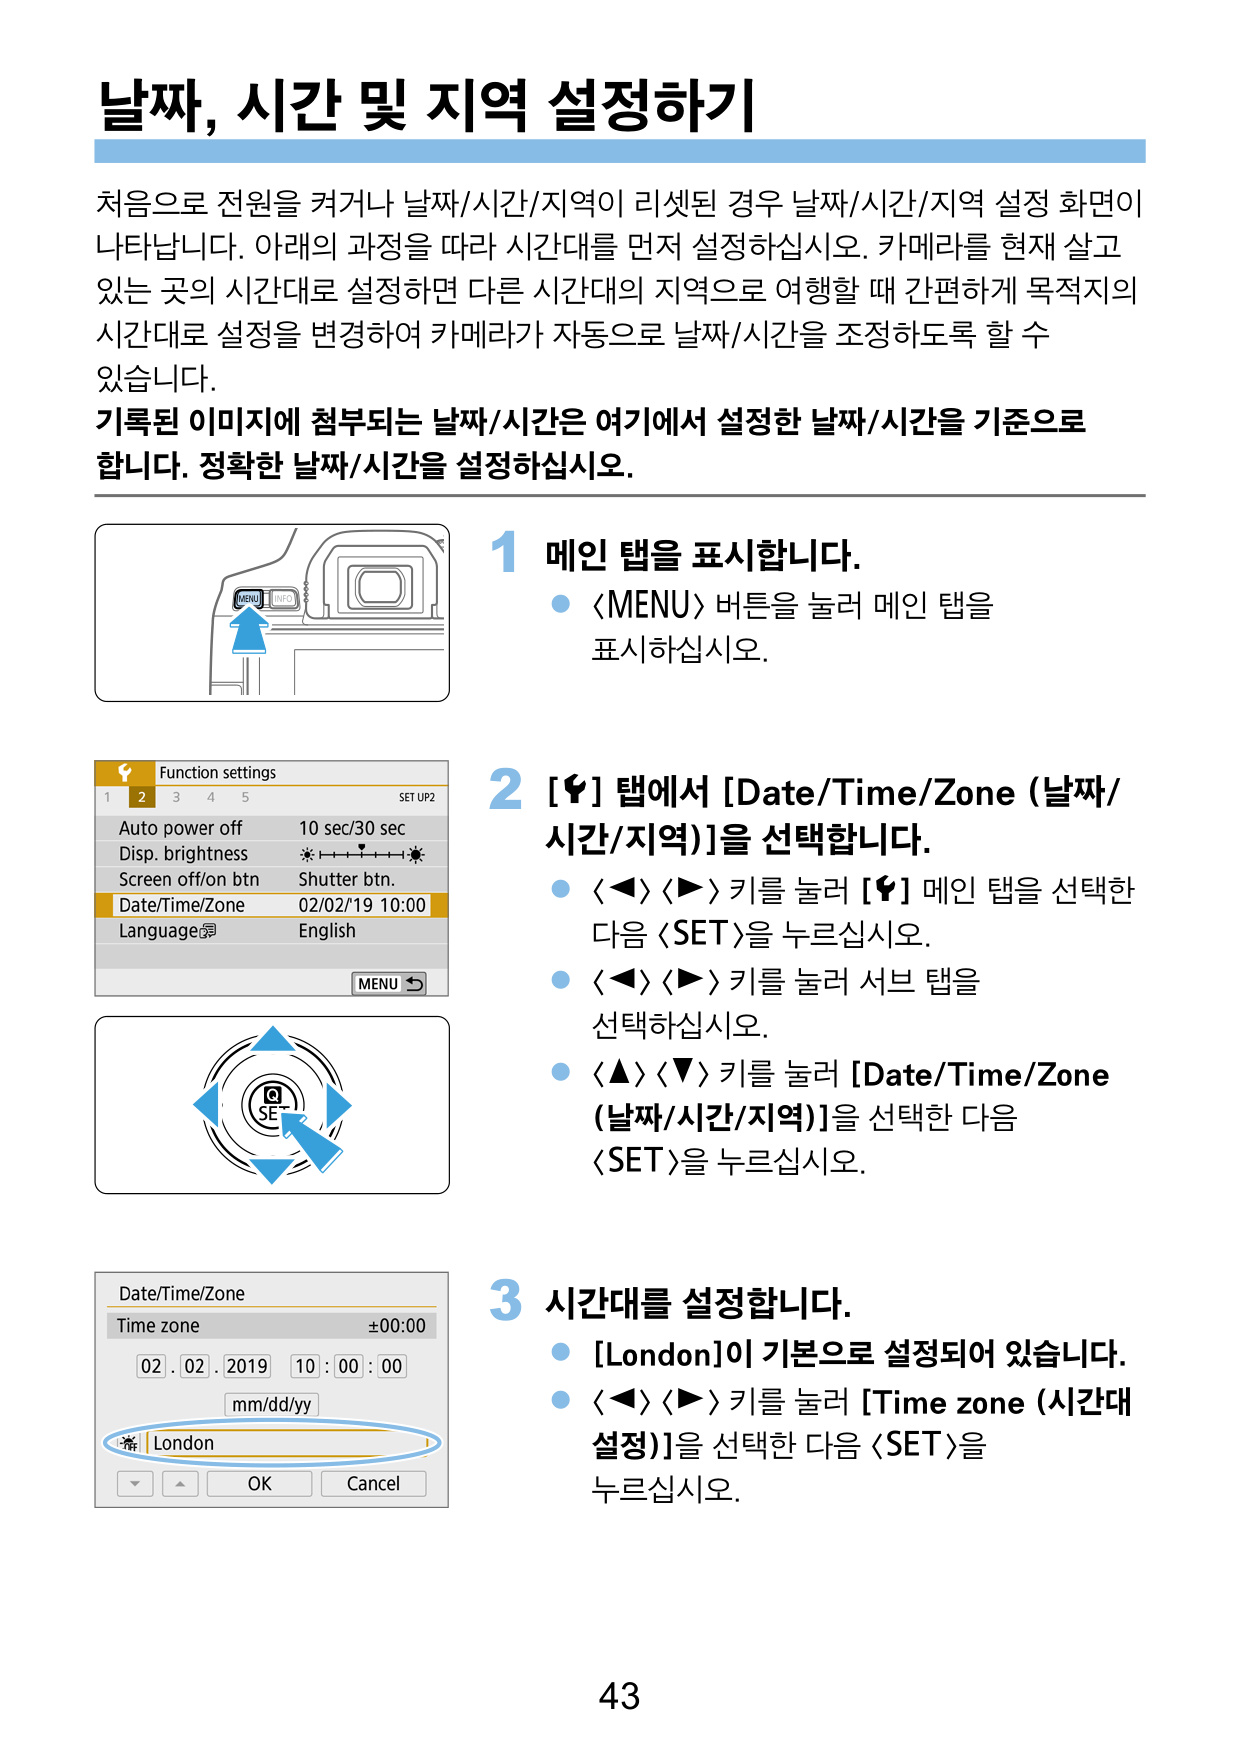 날짜, 시간 및 지역 설정하기
처음으로 전원을 켜거나 날짜/시간/지역이 리셋된 경우 날짜/시간/지역 설정 화면이
나타납니다. 아래의 과정을 따라 시간대를 먼저 설정하십시오. 카메라를 현재 살고
있는 곳의 시간대로 설정하면 다른 시간대의 지역으로 여행할 때 간편하게 목적지의
시간대로 설정을 변경하여 카메라가 자동으로 날짜/시간을 조정하도록 할 수
있습니다.
기록된 이미지에 첨부되는 날짜/시간은 여기에서 설정한 날짜/시간을 기준으로
합니다. 정확한 날짜/시간을 설정하십시오.
MENU INFO
1 메인 탭을 표시합니다.
● 〈MENU〉 버튼을 눌러 메인 탭을
표시하십시오.
Function settings
1 2 3 4 5 SET UP2
Auto power off 10 sec/30 sec
Disp. brightness
Screen off/on btn Shutter btn.
Date/Time/Zone 02/02/'19 10:00
Language English
MENU
Q
SET
2 [] 탭에서 [Date/Time/Zone (날짜/
시간/지역)]을 선택합니다.
● 〈◀〉〈▶〉 키를 눌러 [] 메인 탭을 선택한
다음 〈SET〉을 누르십시오.
● 〈◀〉〈▶〉 키를 눌러 서브 탭을
선택하십시오.
● 〈▲〉〈▼〉 키를 눌러 [Date/Time/Zone
(날짜/시간/지역)]을 선택한 다음
〈SET〉을 누르십시오.
Date/Time/Zone
Time zone ±00:00
02 . 02 . 2019 10 : 00 : 00
mm/dd/yy
OFF London
OK Cancel
3 시간대를 설정합니다.
● [London]이 기본으로 설정되어 있습니다.
● 〈◀〉〈▶〉 키를 눌러 [Time zone (시간대
설정)]을 선택한 다음 〈SET〉을
누르십시오.
43